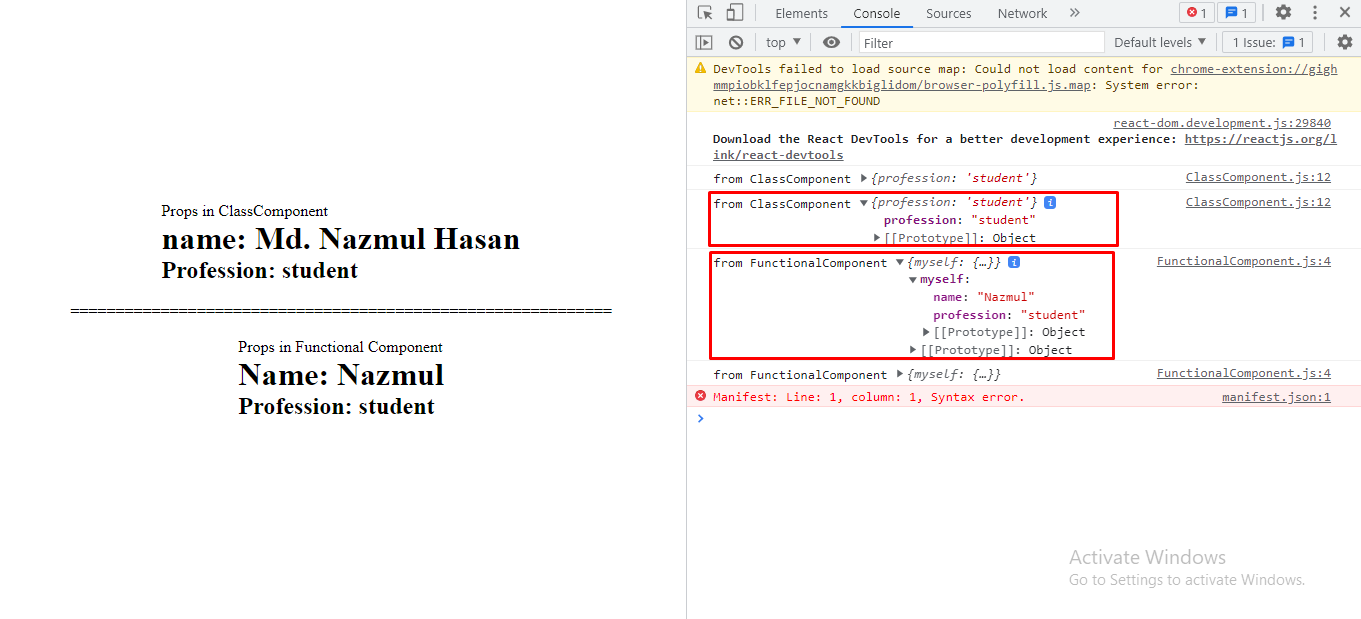 Props in ClassComponent
name: Md. Nazmul Hasan
Profession: student
============================================================
Props in Functional Component
Name: Nazmul
Profession: student
Elements Console Sources Network » 1 1
top Filter Default levels 1 Issue: 1
DevTools failed to load source map: Could not load content for chrome-extension://gigh
mmpiobklfepjocnamgkkbiglidom/browser-polyfill.js.map: System error:
net::ERR_FILE_NOT_FOUND
react-dom.development.js:29840
Download the React DevTools for a better development experience: https://reactjs.org/l
ink/react-devtools
from ClassComponent ▶{profession: 'student'} ClassComponent.js:12
from ClassComponent ▼{profession: 'student'} i ClassComponent.js:12
profession: "student"
▶[[Prototype]]: Object
from FunctionalComponent ▼{myself: {…}} i FunctionalComponent.js:4
▼myself:
name: "Nazmul"
profession: "student"
▶[[Prototype]]: Object
▶[[Prototype]]: Object
from FunctionalComponent ▶{myself: {…}} FunctionalComponent.js:4
Manifest: Line: 1, column: 1, Syntax error. manifest.json:1
Activate Windows
Go to Settings to activate Windows.